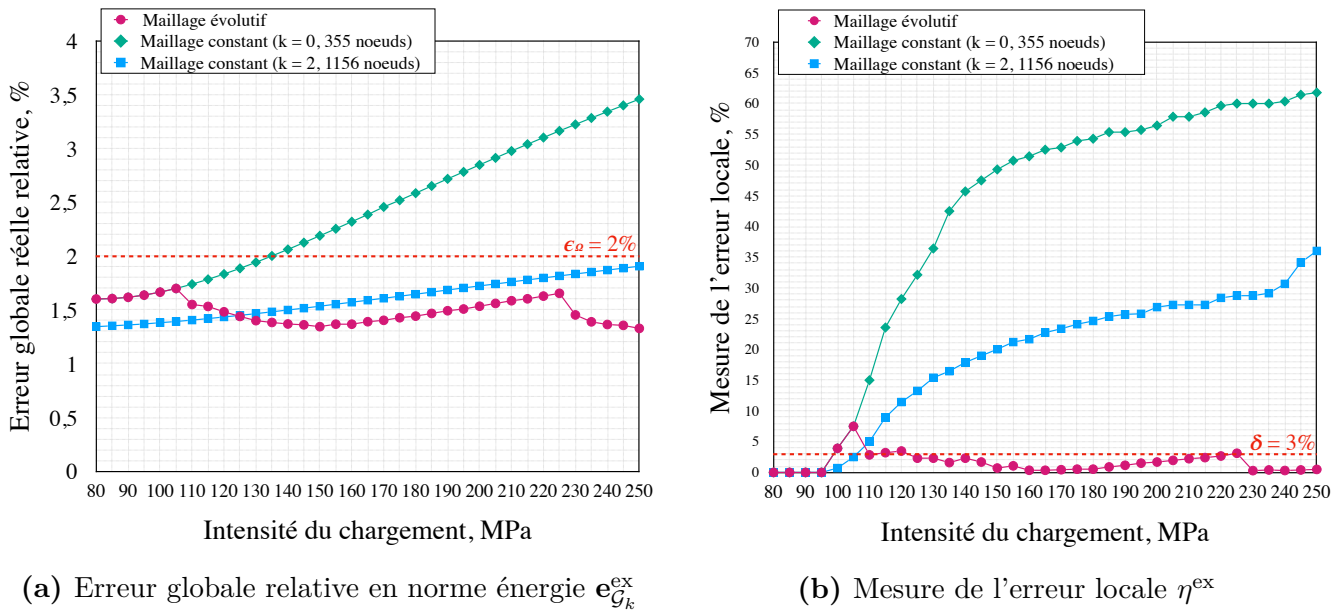 Maillage évolutif
Maillage constant (k = 0, 355 noeuds)
Maillage constant (k = 2, 1156 noeuds)
Erreur globale réelle relative, %
4
3,5
3
2,5
2
1,5
1
0,5
0
ϵ_Ω = 2%
80 90 100 110 120 130 140 150 160 170 180 190 200 210 220 230 240 250
Intensité du chargement, MPa
(a) Erreur globale relative en norme énergie e^ex_{𝒢_k}
Maillage évolutif
Maillage constant (k = 0, 355 noeuds)
Maillage constant (k = 2, 1156 noeuds)
Mesure de l'erreur locale, %
70
65
60
55
50
45
40
35
30
25
20
15
10
5
0
δ = 3%
80 90 100 110 120 130 140 150 160 170 180 190 200 210 220 230 240 250
Intensité du chargement, MPa
(b) Mesure de l'erreur locale η^ex